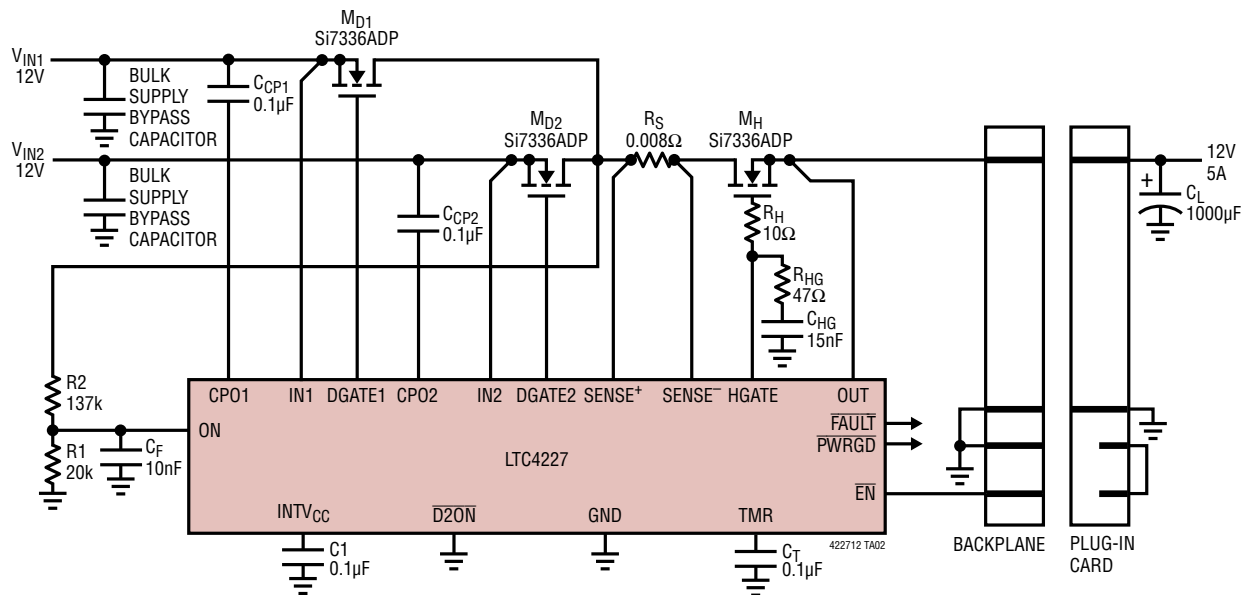 MD1
Si7336ADP
VIN1
12V
BULK
SUPPLY
BYPASS
CAPACITOR
CCP1
0.1µF
MD2
Si7336ADP
RS
0.008Ω
MH
Si7336ADP
VIN2
12V
BULK
SUPPLY
BYPASS
CAPACITOR
CCP2
0.1µF
RH
10Ω
RHG
47Ω
CHG
15nF
12V
5A
+
CL
1000µF
R2
137k
R1
20k
CF
10nF
CPO1 IN1 DGATE1 CPO2 IN2 DGATE2 SENSE+ SENSE– HGATE OUT
ON
FAULT
PWRGD
LTC4227
EN
INTVCC D2ON GND TMR
422712 TA02
C1
0.1µF
CT
0.1µF
BACKPLANE
PLUG-IN
CARD